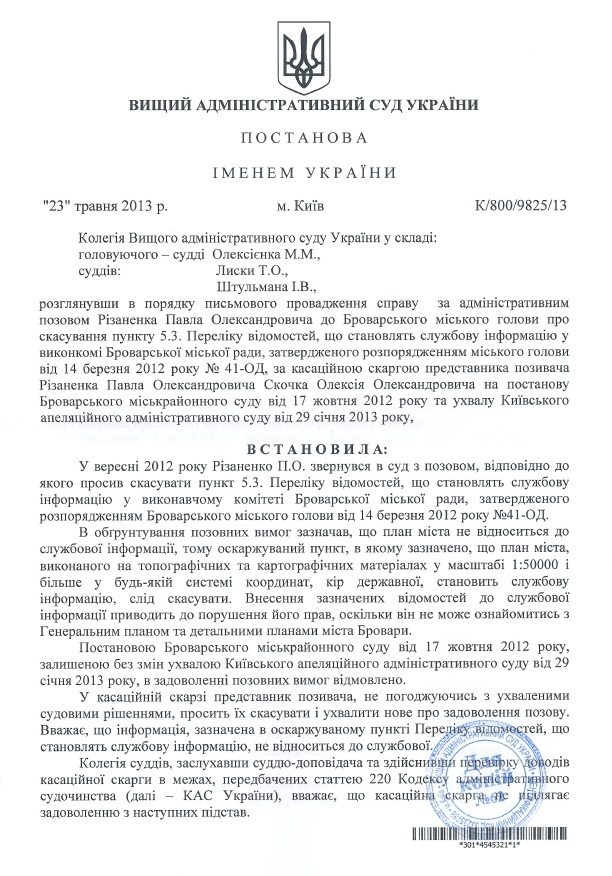 ВИЩИЙ АДМІНІСТРАТИВНИЙ СУД УКРАЇНИ
ПОСТАНОВА
ІМЕНЕМ УКРАЇНИ
"23" травня 2013 р. м. Київ К/800/9825/13
Колегія Вищого адміністративного суду України у складі:
головуючого – судді Олексієнка М.М.,
суддів: Лиски Т.О.,
Штульмана І.В.,
розглянувши в порядку письмового провадження справу за адміністративним
позовом Різаненка Павла Олександровича до Броварського міського голови про
скасування пункту 5.3. Переліку відомостей, що становлять службову інформацію у
виконкомі Броварської міської ради, затвердженого розпорядженням міського голови
від 14 березня 2012 року № 41-ОД, за касаційною скаргою представника позивача
Різаненка Павла Олександровича Скочка Олексія Олександровича на постанову
Броварського міськрайонного суду від 17 жовтня 2012 року та ухвалу Київського
апеляційного адміністративного суду від 29 січня 2013 року,
ВСТАНОВИЛА:
У вересні 2012 року Різаненко П.О. звернувся в суд з позовом, відповідно до
якого просив скасувати пункт 5.3. Переліку відомостей, що становлять службову
інформацію у виконавчому комітеті Броварської міської ради, затвердженого
розпорядженням Броварського міського голови від 14 березня 2012 року №41-ОД.
В обґрунтування позовних вимог зазначав, що план міста не відноситься до
службової інформації, тому оскаржуваний пункт, в якому зазначено, що план міста,
виконаного на топографічних та картографічних матеріалах у масштабі 1:50000 і
більше у будь-якій системі координат, кір державної, становить службову
інформацію, слід скасувати. Внесення зазначених відомостей до службової
інформації приводить до порушення його прав, оскільки він не може ознайомитись з
Генеральним планом та детальними планами міста Бровари.
Постановою Броварського міськрайонного суду від 17 жовтня 2012 року,
залишеною без змін ухвалою Київського апеляційного адміністративного суду від 29
січня 2013 року, в задоволенні позовних вимог відмовлено.
У касаційній скарзі представник позивача, не погоджуючись з ухваленими
судовими рішеннями, просить їх скасувати і ухвалити нове про задоволення позову.
Вважає, що інформація, зазначена в оскаржуваному пункті Переліку відомостей, що
становлять службову інформацію, не відноситься до службової.
Колегія суддів, заслухавши суддю-доповідача та здійснивши перевірку доводів
касаційної скарги в межах, передбачених статтею 220 Кодексу адміністративного
судочинства (далі – КАС України), вважає, що касаційна скарга не підлягає
задоволенню з наступних підстав.
Для
копій
*301*4545321*1*